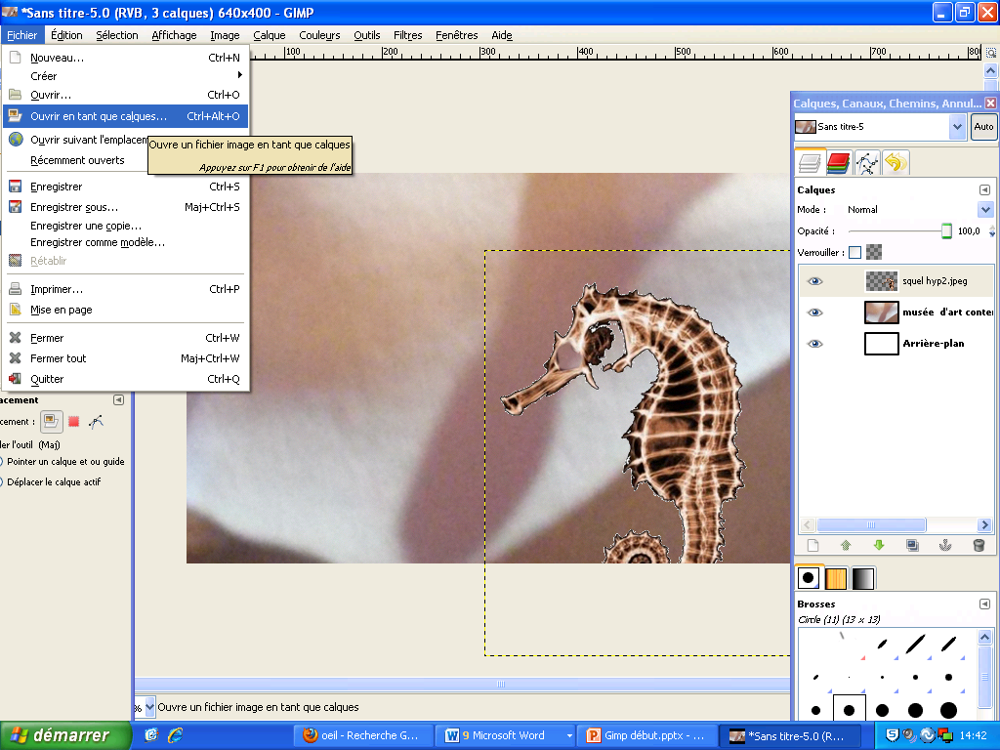 *Sans titre-5.0 (RVB, 3 calques) 640x400 - GIMP
Fichier Édition Sélection Affichage Image Calque Couleurs Outils Filtres Fenêtres Aide
100 200 300 400 500 600 700 80
Nouveau... Ctrl+N
Créer
Ouvrir... Ctrl+O
Ouvrir en tant que calques... Ctrl+Alt+O
Ouvrir suivant l'emplacem
Récemment ouverts
Ouvre un fichier image en tant que calques
Appuyez sur F1 pour obtenir de l'aide
Enregistrer Ctrl+S
Enregistrer sous... Maj+Ctrl+S
Enregistrer une copie...
Enregistrer comme modèle...
Rétablir
Imprimer... Ctrl+P
Mise en page
Fermer Ctrl+W
Fermer tout Maj+Ctrl+W
Quitter Ctrl+Q
acement
cement :
ler l'outil (Maj)
Pointer un calque et ou guide
Déplacer le calque actif
Calques, Canaux, Chemins, Annul...
Sans titre-5 Auto
Calques
Mode : Normal
Opacité : 100,0
Verrouiller :
squel hyp2.jpeg
musée d'art conter
Arrière-plan
Brosses
Circle (11) (13 x 13)
% Ouvre un fichier image en tant que calques
démarrer
oeil - Recherche G...
9 Microsoft Word
Gimp début.pptx - ...
*Sans titre-5.0 (R...
14:42